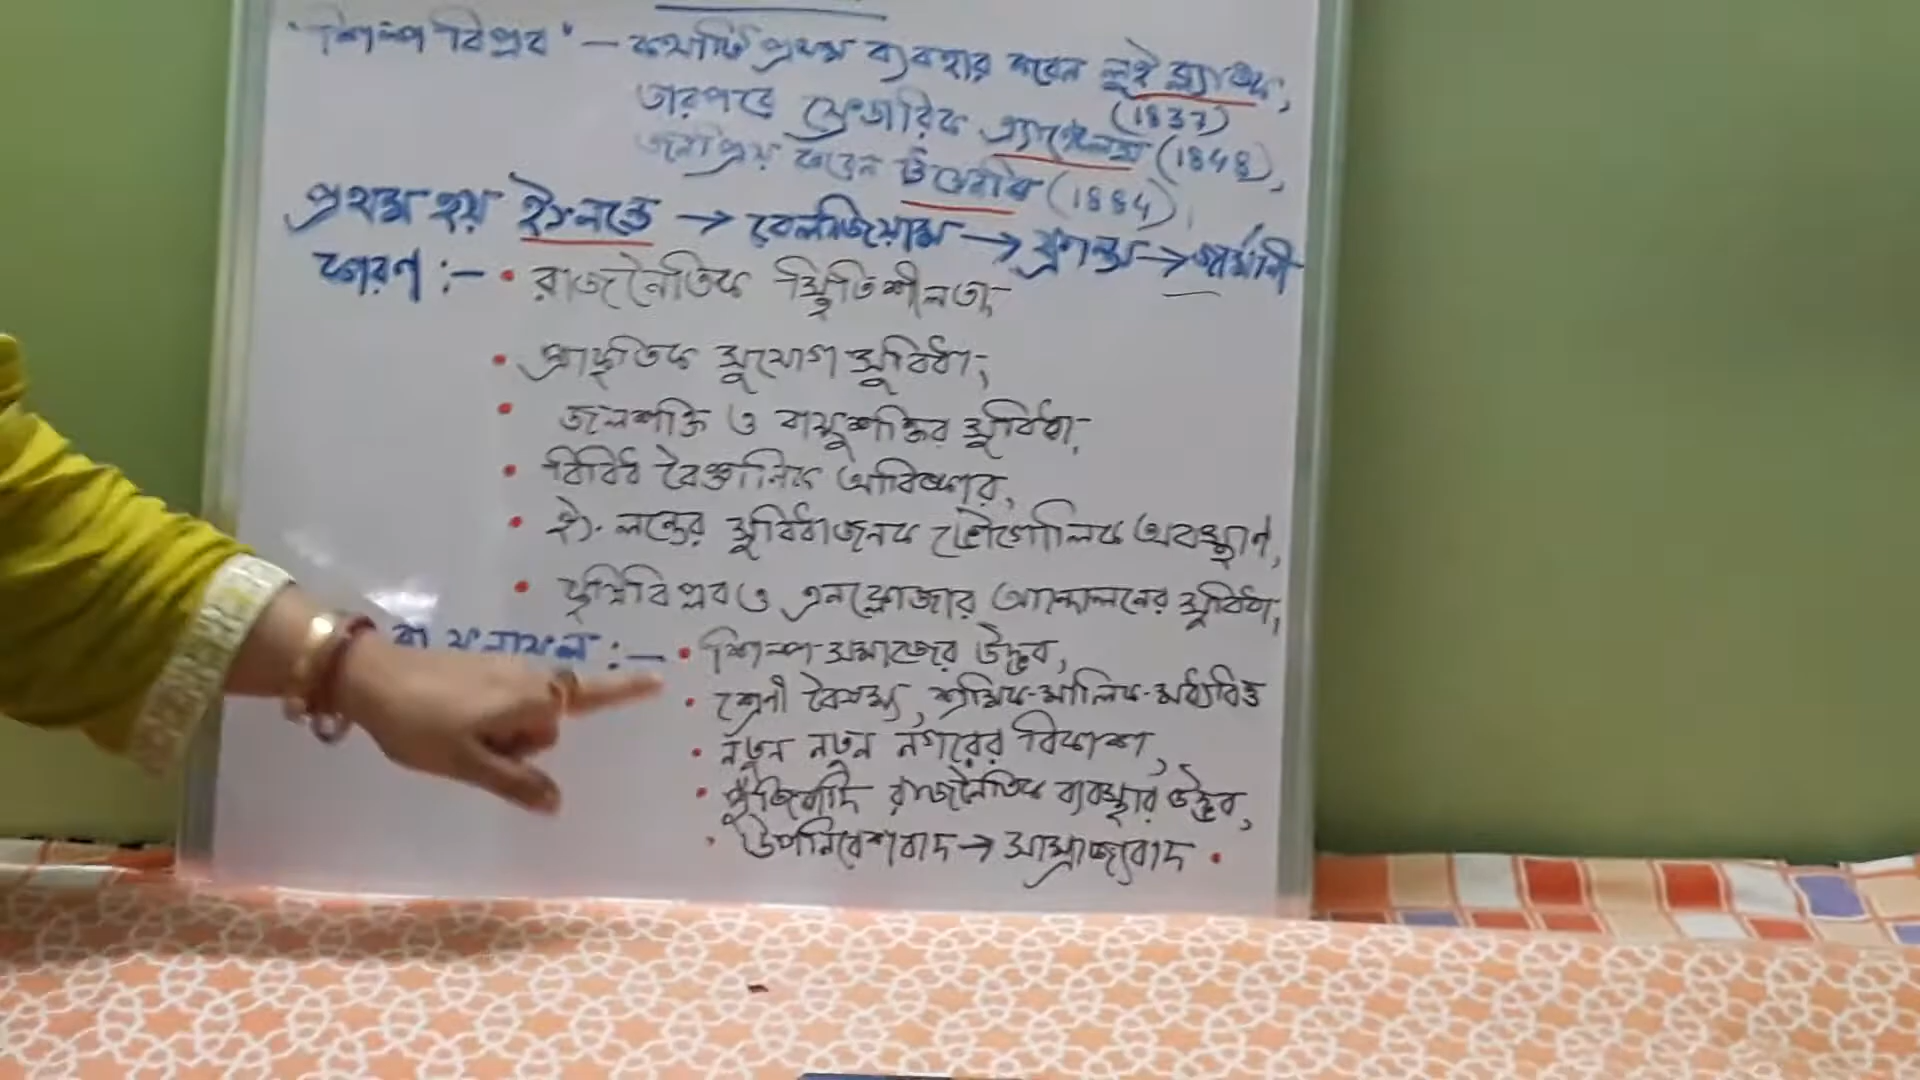 'শিল্প বিপ্লব' – কথাটি প্রথম ব্যবহার করেন লুই ব্ল্যাঙ্ক,
(1837)
তারপরে ফ্রেডারিক এ্যাঙ্গেলস (1848),
জনপ্রিয় করেন টয়েনবি (1884),
প্রথম হয় ইংলন্ডে → বেলজিয়াম → ফ্রান্স → জার্মানী
কারণ :– • রাজনৈতিক স্থিতিশীলতা
• প্রাকৃতিক সুযোগ সুবিধা,
• জলশক্তি ও বায়ুশক্তির সুবিধা,
• বিবিধ বৈজ্ঞানিক আবিষ্কার,
• ইং. লন্ডের সুবিধাজনক ভৌগোলিক অবস্থান,
• কৃষিবিপ্লব ও এনক্লোজার আন্দোলনের সুবিধা,
বা ফলাফল :– • শিল্প-সমাজের উদ্ভব,
• শ্রেণী বৈষম্য, শ্রমিক-মালিক-মধ্যবিত্ত
• নতুন নতুন নগরের বিকাশ,
• পুঁজিবাদি রাজনৈতিক ব্যবস্থার উদ্ভব,
• উপনিবেশবাদ → সাম্রাজ্যবাদ •